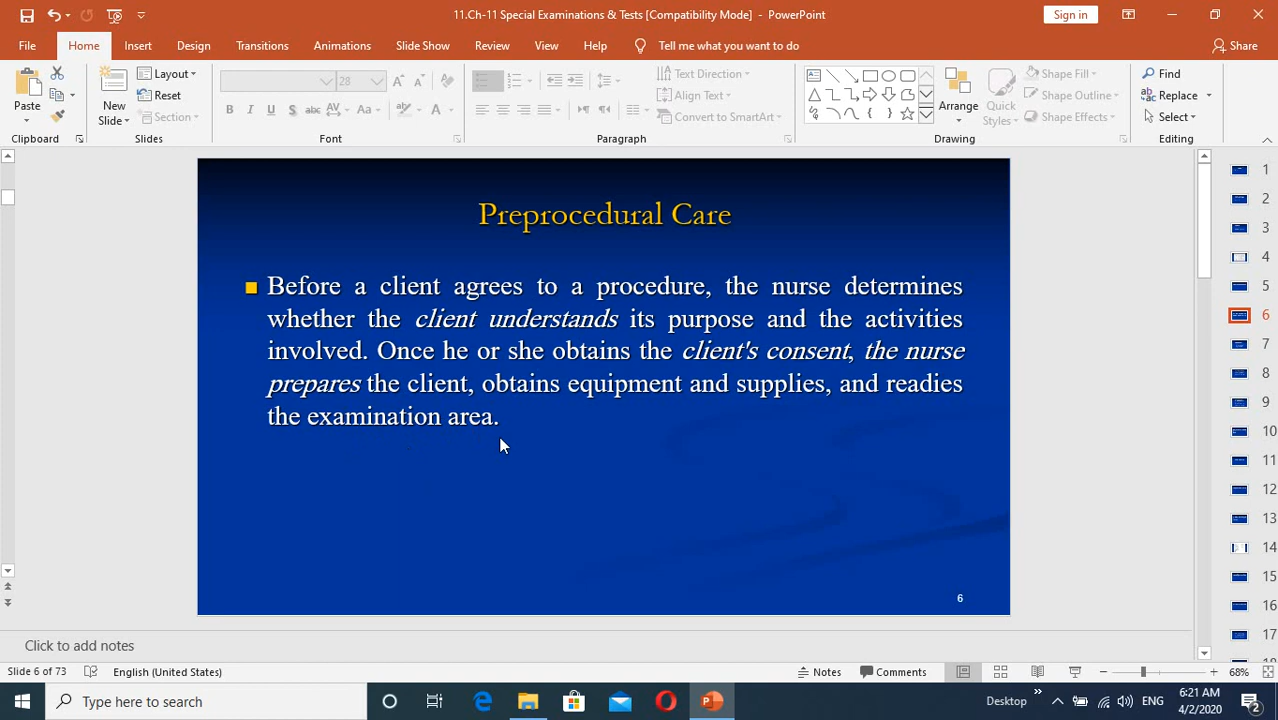 11.Ch-11 Special Examinations & Tests [Compatibility Mode] - PowerPoint
Sign in
File Home Insert Design Transitions Animations Slide Show Review View Help Tell me what you want to do Share
Paste
New Slide
Layout
Reset
Section
28
B I U S abc AV Aa A
Text Direction
Align Text
Convert to SmartArt
Arrange
Quick Styles
Shape Fill
Shape Outline
Shape Effects
Find
Replace
Select
Clipboard Slides Font Paragraph Drawing Editing
Preprocedural Care
Before a client agrees to a procedure, the nurse determines
whether the client understands its purpose and the activities
involved. Once he or she obtains the client's consent, the nurse
prepares the client, obtains equipment and supplies, and readies
the examination area.
6
1
2
3
4
5
6
7
8
9
10
11
12
13
14
15
16
17
Click to add notes
Slide 6 of 73 English (United States) Notes Comments 68%
Type here to search
Desktop
ENG
6:21 AM
4/2/2020
2